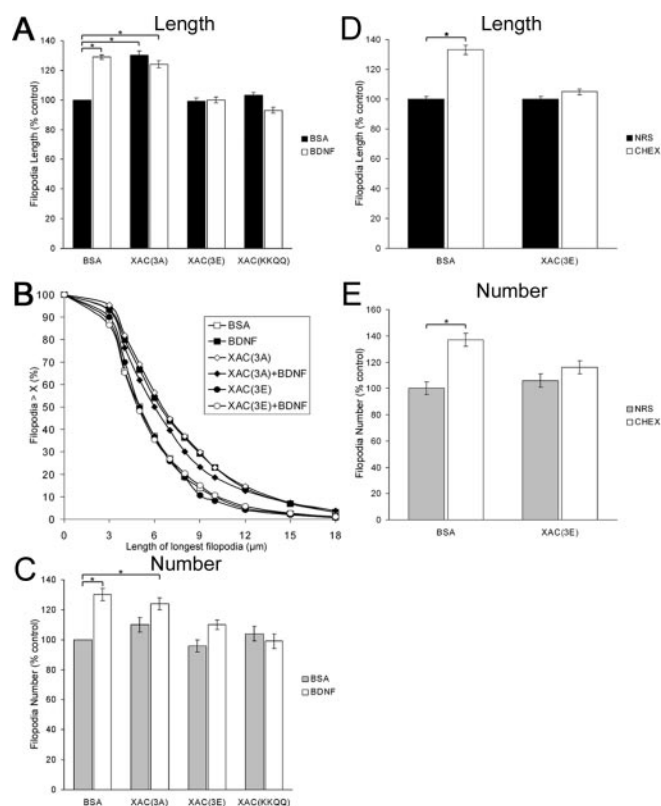 A
Length
*
*
*
Filopodia Length (% control)
140
120
100
80
60
40
20
0
BSA
XAC(3A)
XAC(3E)
XAC(KKQQ)
BSA
BDNF
B
Filopodia > X (%)
100
90
80
70
60
50
40
30
20
10
0
0
3
6
9
12
15
18
Length of longest filopodia (µm)
BSA
BDNF
XAC(3A)
XAC(3A)+BDNF
XAC(3E)
XAC(3E)+BDNF
C
Number
*
*
Filopodia Number (% control)
140
120
100
80
60
40
20
0
BSA
XAC(3A)
XAC(3E)
XAC(KKQQ)
BSA
BDNF
D
Length
*
Filopodia Length (% control)
140
120
100
80
60
40
20
0
BSA
XAC(3E)
NRS
CHEX
E
Number
*
Filopodia Number (% control)
140
120
100
80
60
40
20
0
BSA
XAC(3E)
NRS
CHEX